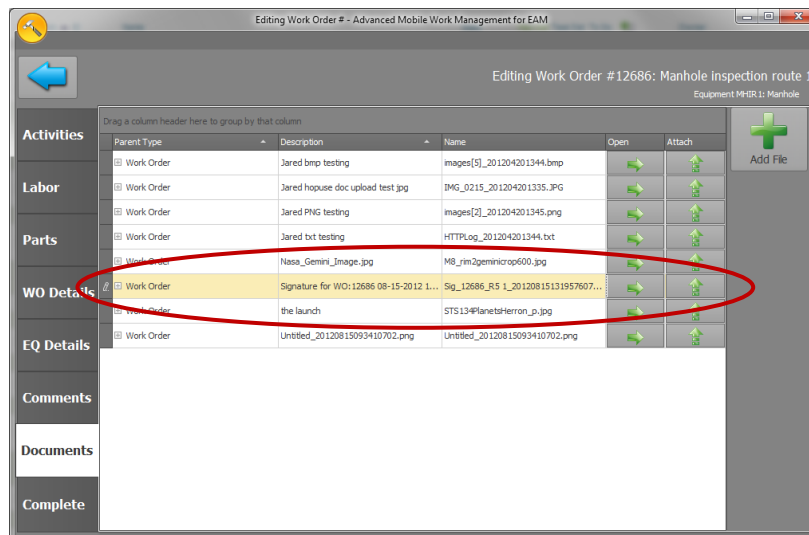 Editing Work Order # - Advanced Mobile Work Management for EAM
Editing Work Order #12686: Manhole inspection route 1
Equipment MHIR1: Manhole
Activities
Labor
Parts
WO Details
EQ Details
Comments
Documents
Complete
Drag a column header here to group by that column
Parent Type Description Name Open Attach
Work Order Jared bmp testing images[5]_201204201344.bmp
Work Order Jared hopuse doc upload test jpg IMG_0215_201204201335.JPG
Work Order Jared PNG testing images[2]_201204201345.png
Work Order Jared txt testing HTTPLog_201204201344.txt
Work Order Nasa_Gemini_Image.jpg M8_rim2geminicrop600.jpg
Work Order Signature for WO:12686 08-15-2012 1... Sig_12686_R5 1_20120815131957607...
Work Order the launch STS134PlanetsHerron_p.jpg
Work Order Untitled_20120815093410702.png Untitled_20120815093410702.png
Add File